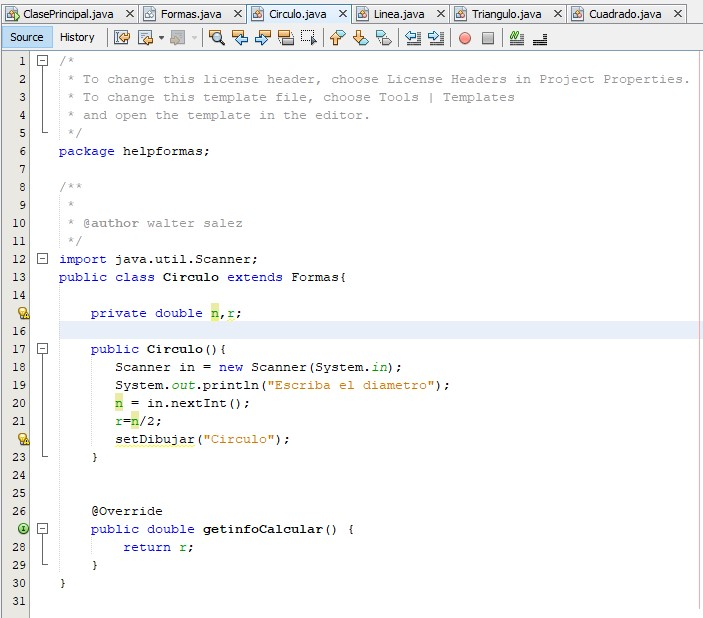 ClasePrincipal.java Formas.java Circulo.java Linea.java Triangulo.java Cuadrado.java
Source History
1 /*
2 * To change this license header, choose License Headers in Project Properties.
3 * To change this template file, choose Tools | Templates
4 * and open the template in the editor.
5 */
6 package helpformas;
7
8 /**
9 *
10 * @author walter salez
11 */
12 import java.util.Scanner;
13 public class Circulo extends Formas{
14
private double n,r;
16
17 public Circulo(){
18 Scanner in = new Scanner(System.in);
19 System.out.println("Escriba el diametro");
20 n = in.nextInt();
21 r=n/2;
setDibujar("Circulo");
23 }
24
25
26 @Override
public double getinfoCalcular() {
28 return r;
29 }
30 }
31